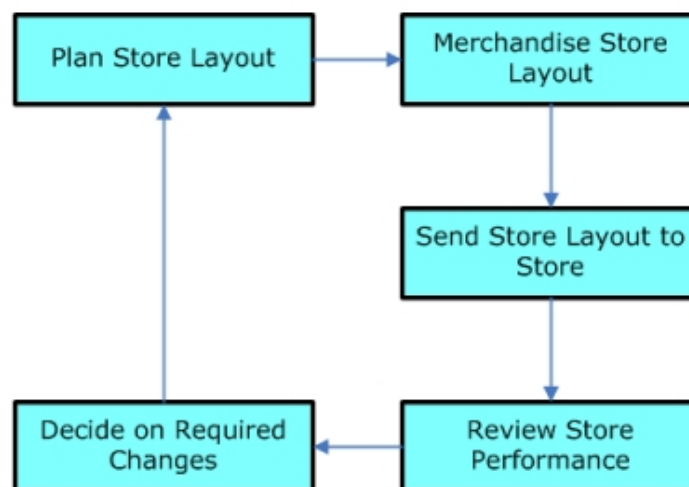 Plan Store Layout
Merchandise Store
Layout
Send Store Layout to
Store
Decide on Required
Changes
Review Store
Performance